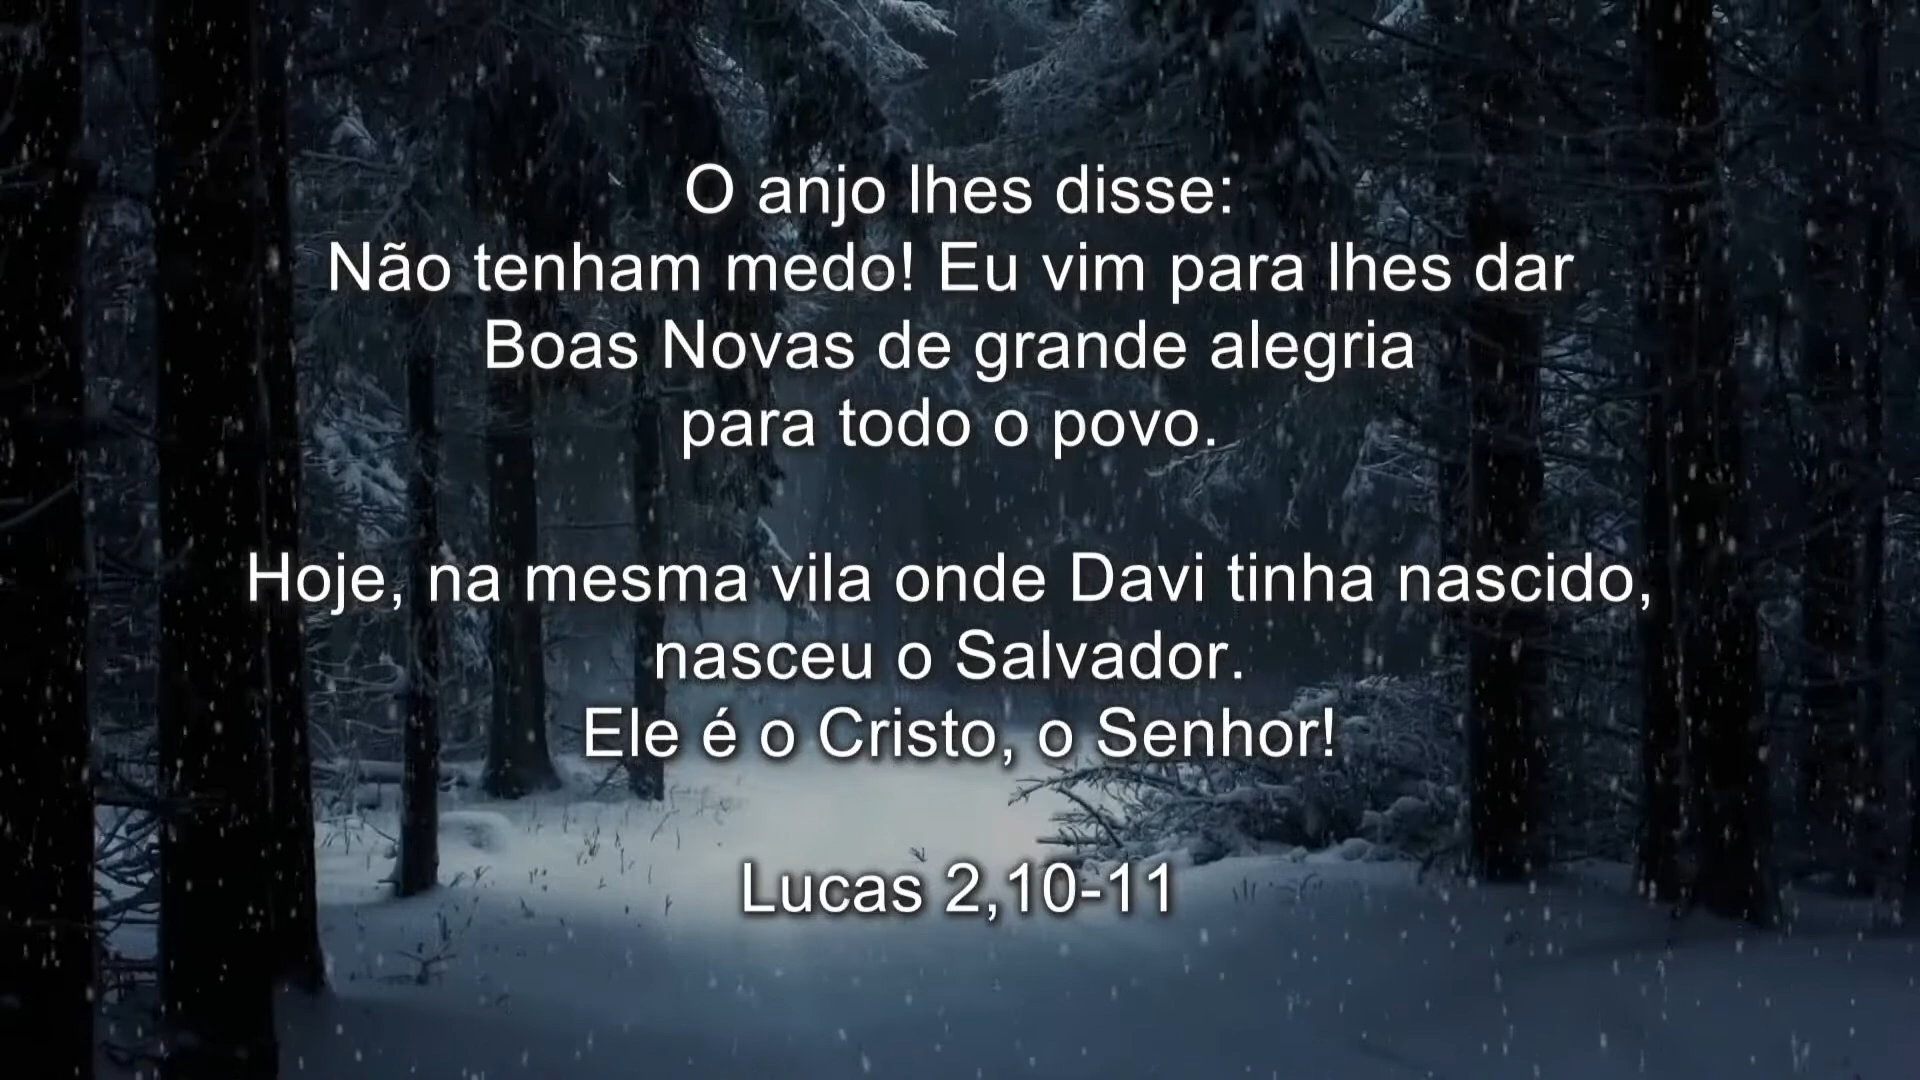 O anjo lhes disse:
Não tenham medo! Eu vim para lhes dar
Boas Novas de grande alegria
para todo o povo.
Hoje, na mesma vila onde Davi tinha nascido,
nasceu o Salvador.
Ele é o Cristo, o Senhor!
Lucas 2,10-11